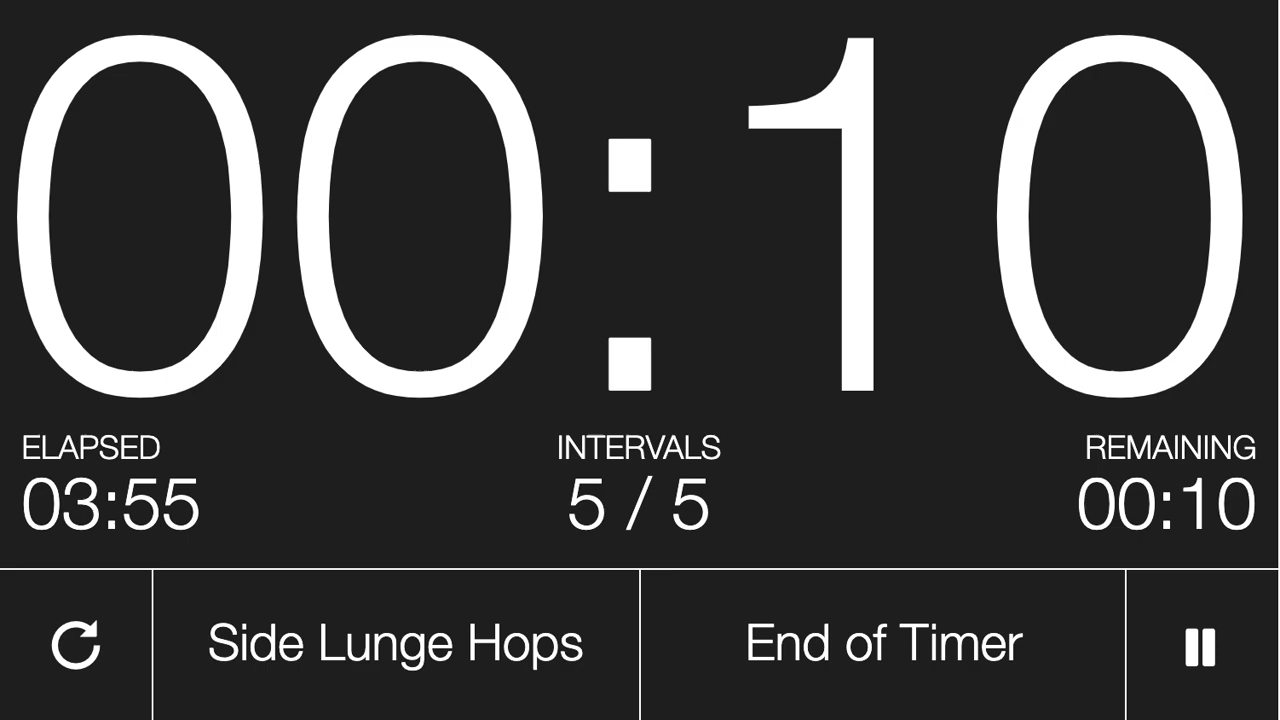 00:10
ELAPSED
03:55
INTERVALS
5 / 5
REMAINING
00:10
Side Lunge Hops
End of Timer